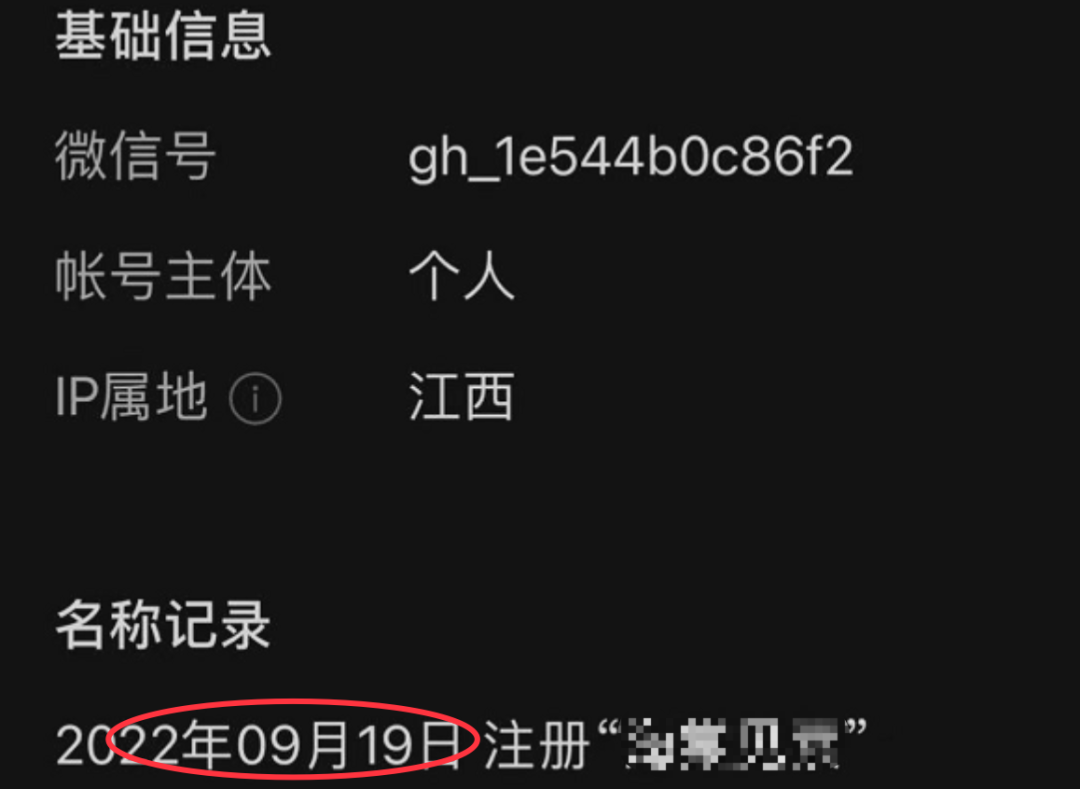 基础信息
微信号 gh_1e544b0c86f2
帐号主体 个人
IP属地 i 江西
名称记录
2022年09月19日 注册“”